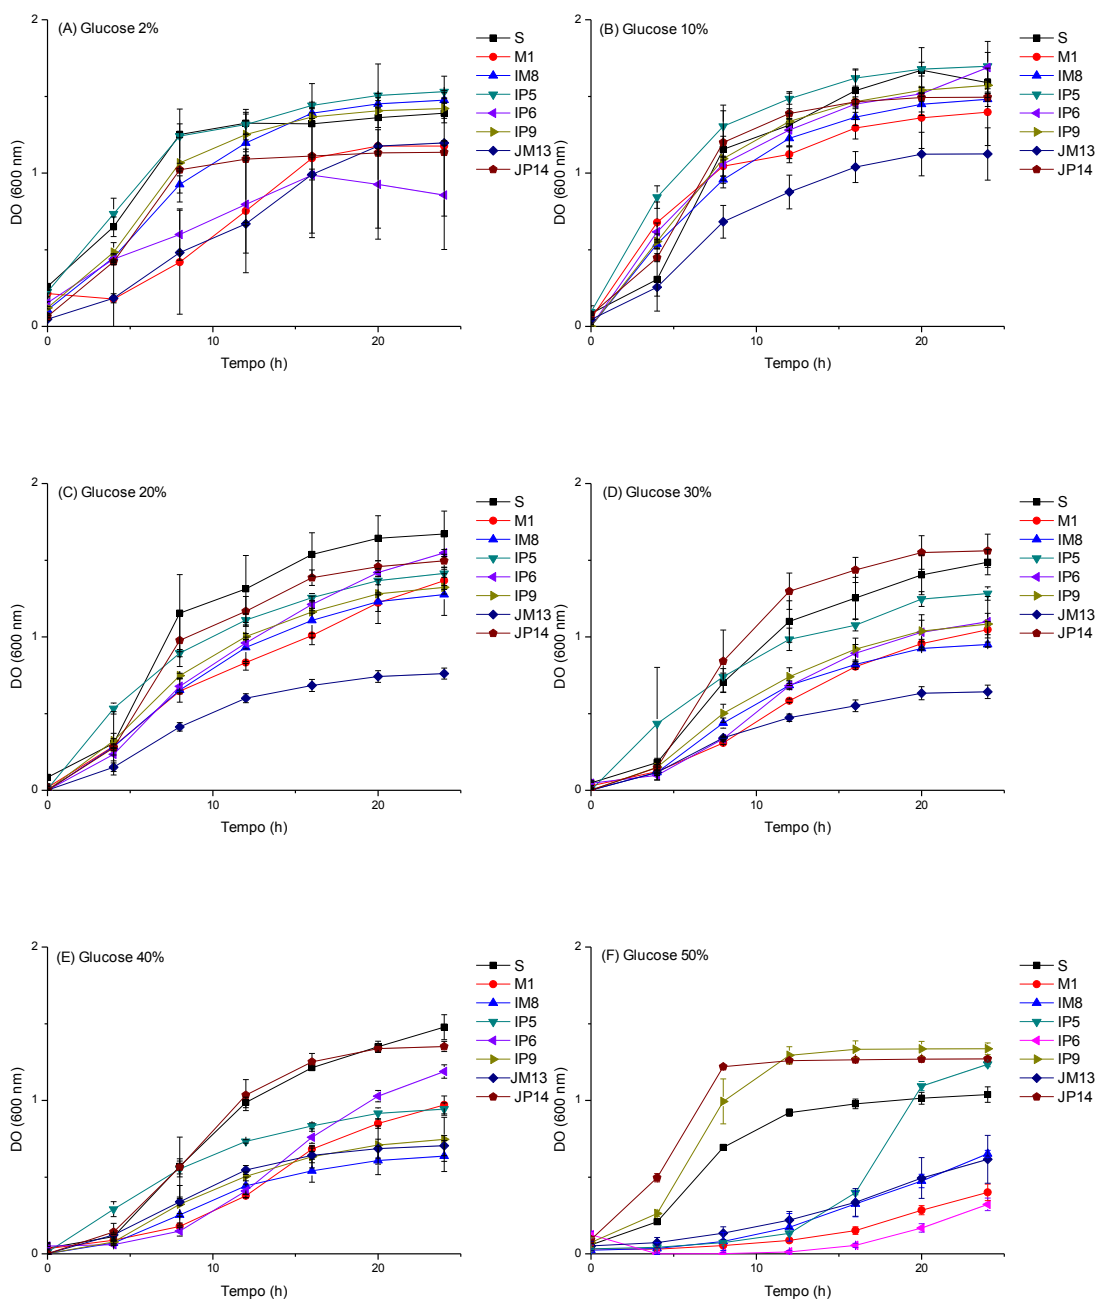 (A) Glucose 2%
S
M1
IM8
IP5
IP6
IP9
JM13
JP14
DO (600 nm)
2
1
0
0
10
20
Tempo (h)
(B) Glucose 10%
S
M1
IM8
IP5
IP6
IP9
JM13
JP14
DO (600 nm)
2
1
0
0
10
20
Tempo (h)
(C) Glucose 20%
S
M1
IM8
IP5
IP6
IP9
JM13
JP14
DO (600 nm)
2
1
0
0
10
20
Tempo (h)
(D) Glucose 30%
S
M1
IM8
IP5
IP6
IP9
JM13
JP14
DO (600 nm)
2
1
0
0
10
20
Tempo (h)
(E) Glucose 40%
S
M1
IM8
IP5
IP6
IP9
JM13
JP14
DO (600 nm)
2
1
0
0
10
20
Tempo (h)
(F) Glucose 50%
S
M1
IM8
IP5
IP6
IP9
JM13
JP14
DO (600 nm)
2
1
0
0
10
20
Tempo (h)